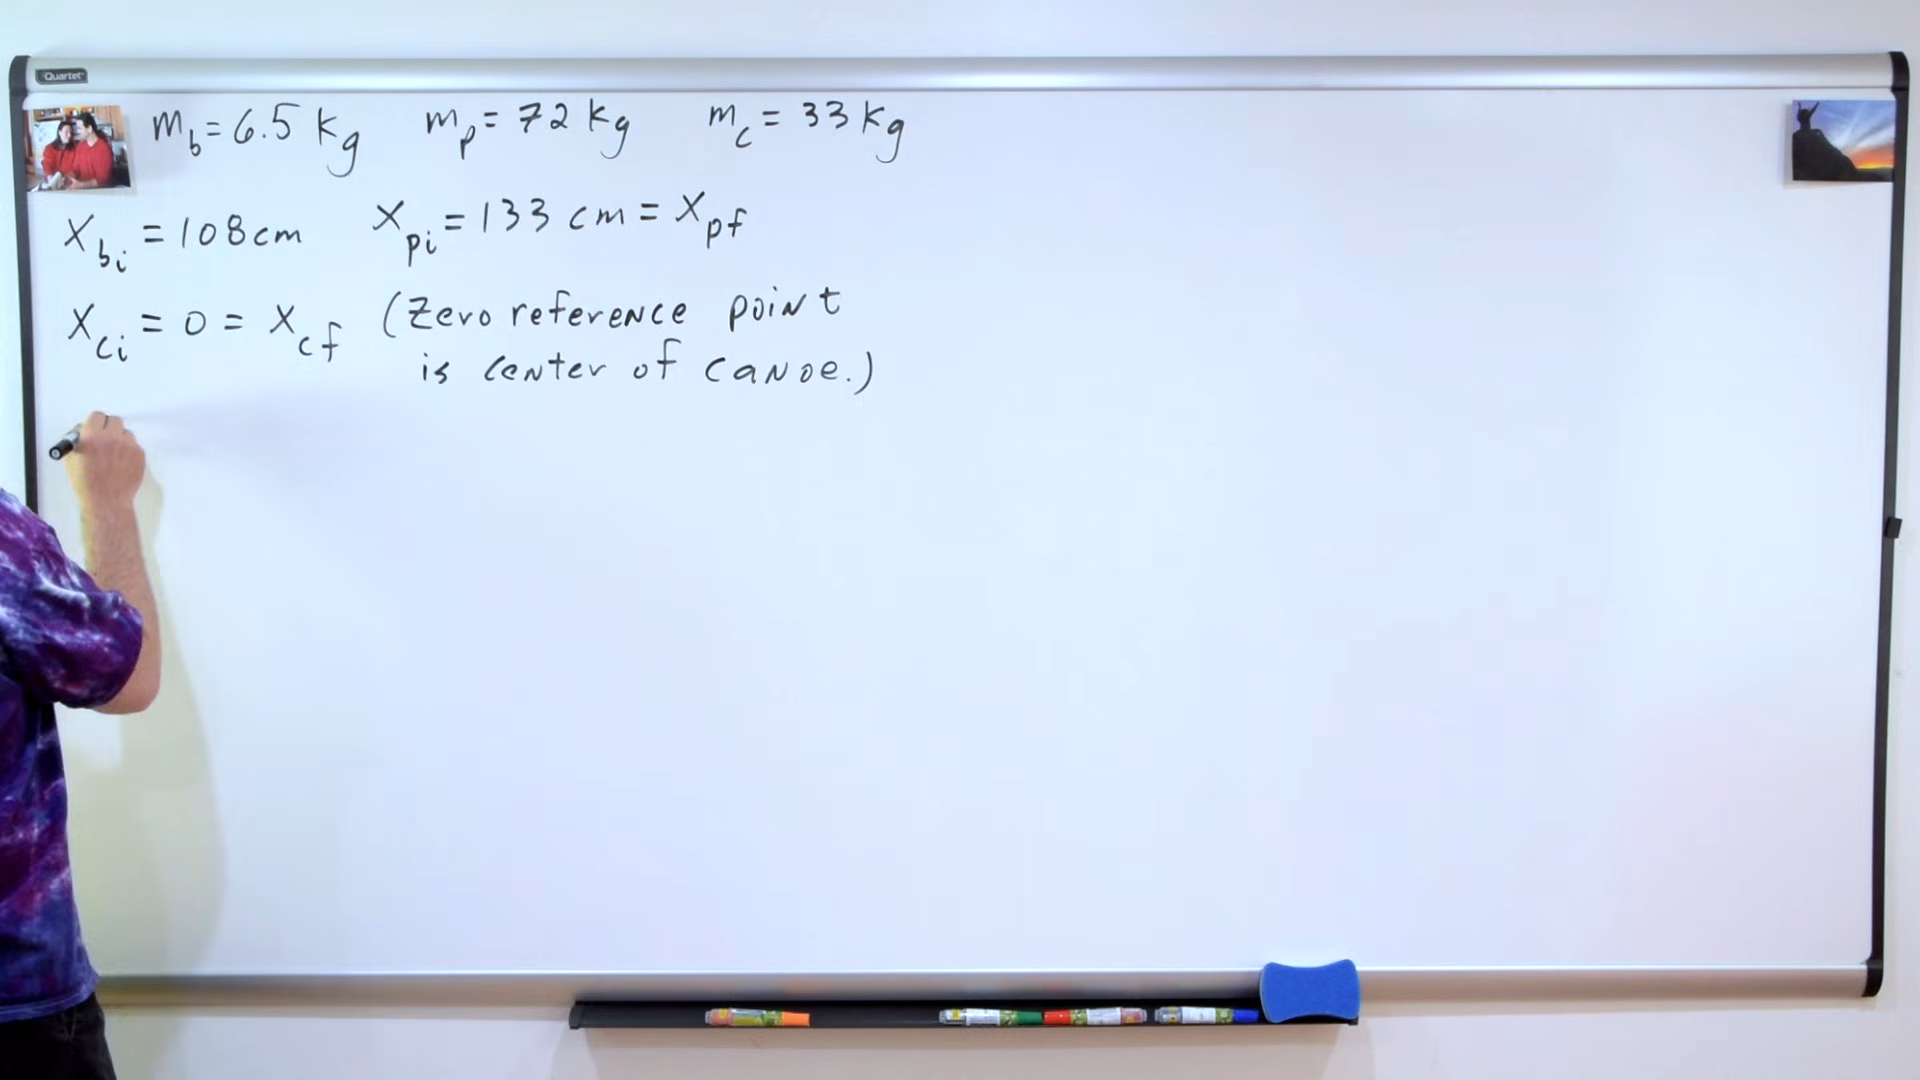 Quartet
m_b = 6.5 kg m_p = 72 kg m_c = 33 kg
x_bi = 108 cm x_pi = 133 cm = x_pf
x_ci = 0 = x_cf (Zero reference point
is center of canoe.)